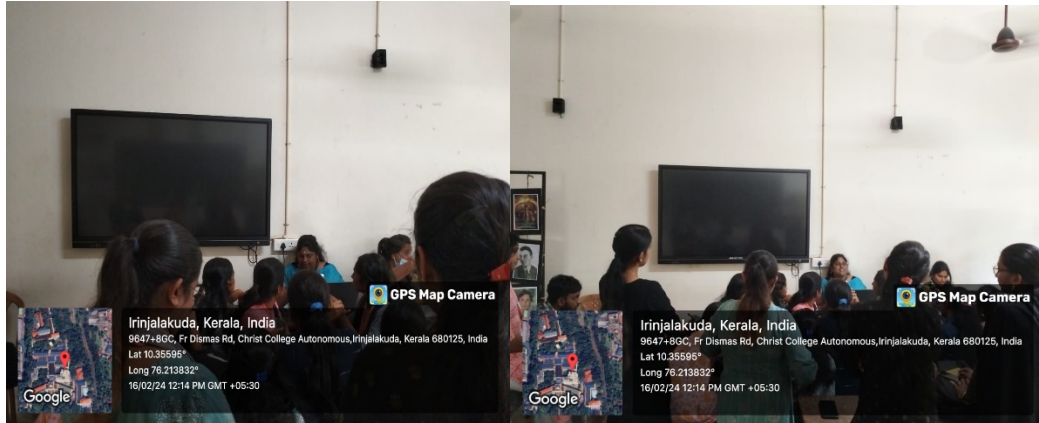 GPS Map Camera
Irinjalakuda, Kerala, India
9647+8GC, Fr Dismas Rd, Christ College Autonomous,Irinjalakuda, Kerala 680125, India
Lat 10.35595°
Long 76.213832°
16/02/24 12:14 PM GMT +05:30
Google
GPS Map Camera
Irinjalakuda, Kerala, India
9647+8GC, Fr Dismas Rd, Christ College Autonomous,Irinjalakuda, Kerala 680125, India
Lat 10.35595°
Long 76.213832°
16/02/24 12:14 PM GMT +05:30
Google